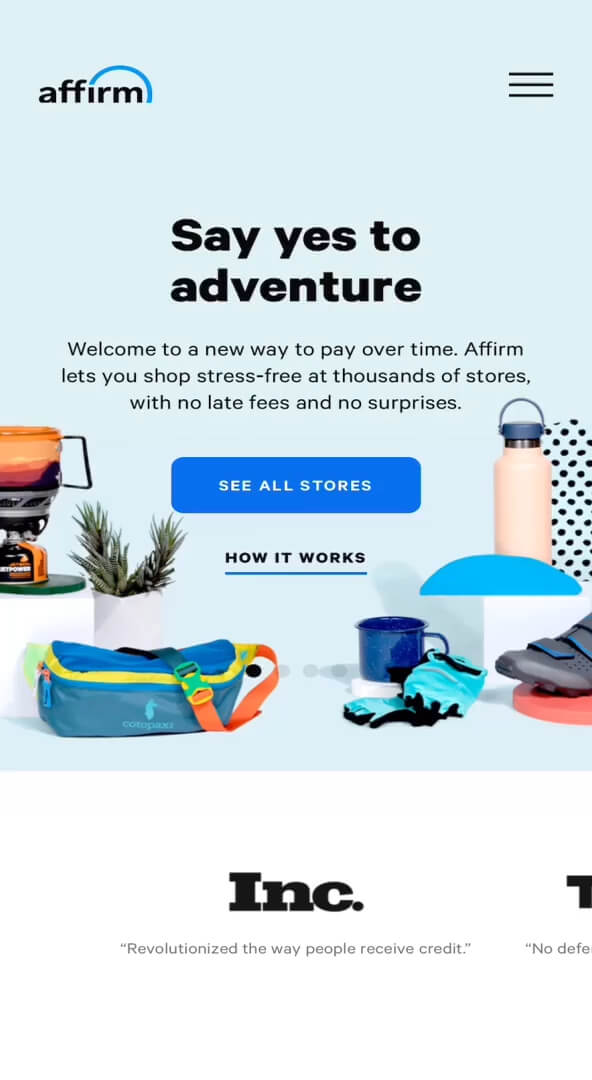 affirm
Say yes to
adventure
Welcome to a new way to pay over time. Affirm
lets you shop stress-free at thousands of stores,
with no late fees and no surprises.
SEE ALL STORES
HOW IT WORKS
JETPOWER
cotopaxi
Inc.
“Revolutionized the way people receive credit.”
“No